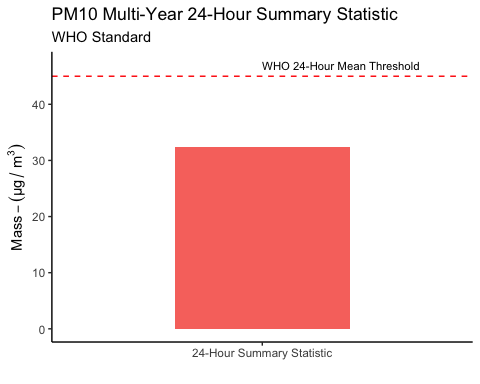 PM10 Multi-Year 24-Hour Summary Statistic
WHO Standard
WHO 24-Hour Mean Threshold
40
30
20
10
0
Mass – (μg / m³)
24-Hour Summary Statistic